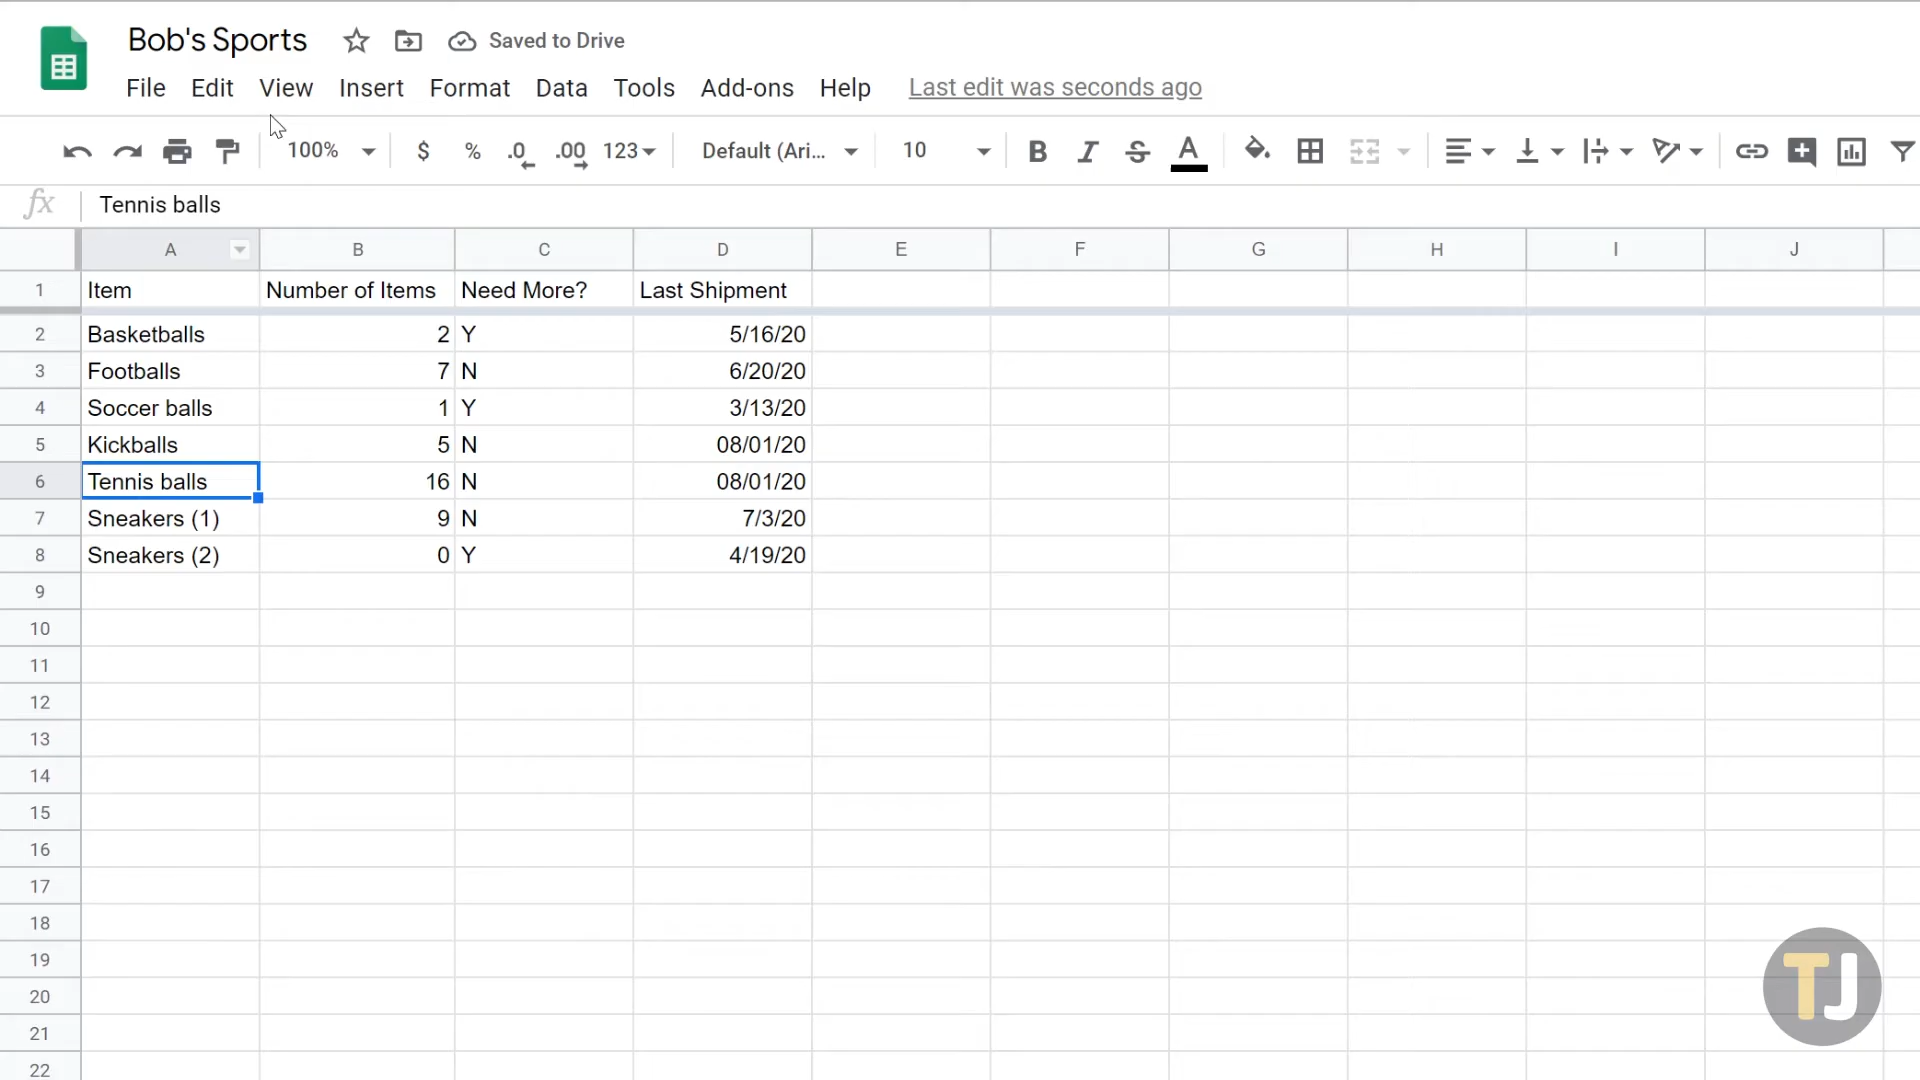 Bob's Sports Saved to Drive
File Edit View Insert Format Data Tools Add-ons Help Last edit was seconds ago
100% $ % .0 .00 123 Default (Ari... 10 B I S A
fx Tennis balls
A B C D E F G H I J
1 Item Number of Items Need More? Last Shipment
2 Basketballs 2 Y 5/16/20
3 Footballs 7 N 6/20/20
4 Soccer balls 1 Y 3/13/20
5 Kickballs 5 N 08/01/20
6 Tennis balls 16 N 08/01/20
7 Sneakers (1) 9 N 7/3/20
8 Sneakers (2) 0 Y 4/19/20
9
10
11
12
13
14
15
16
17
18
19
20
21
22
TJ